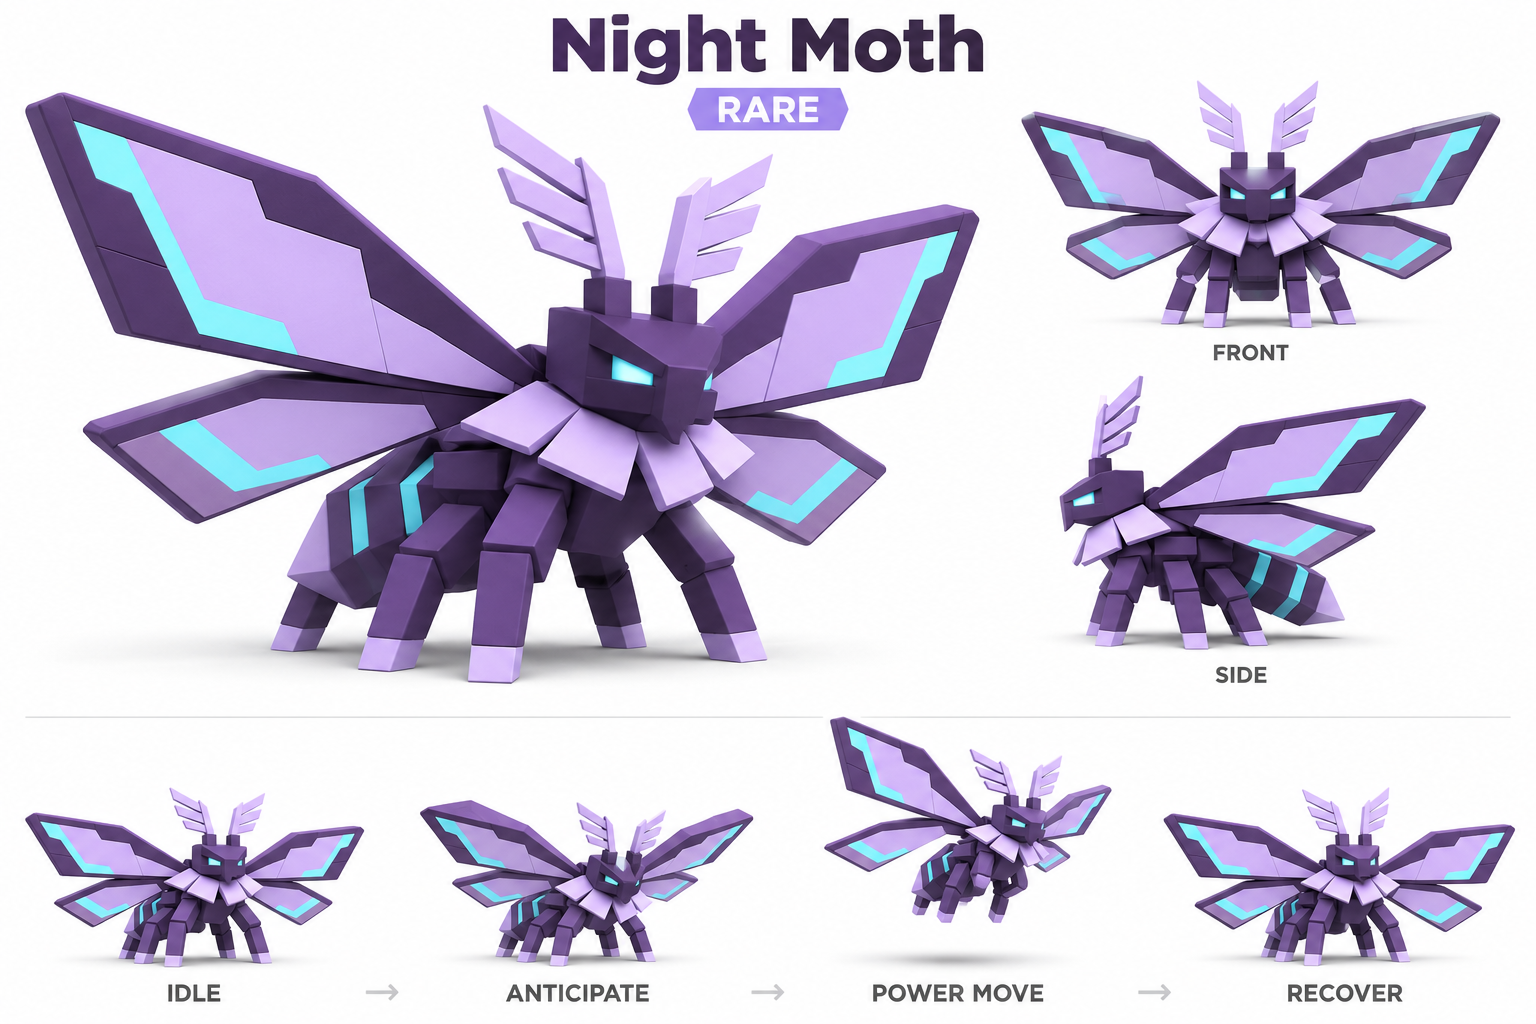 Night Moth
RARE
FRONT
SIDE
IDLE
ANTICIPATE
POWER MOVE
RECOVER